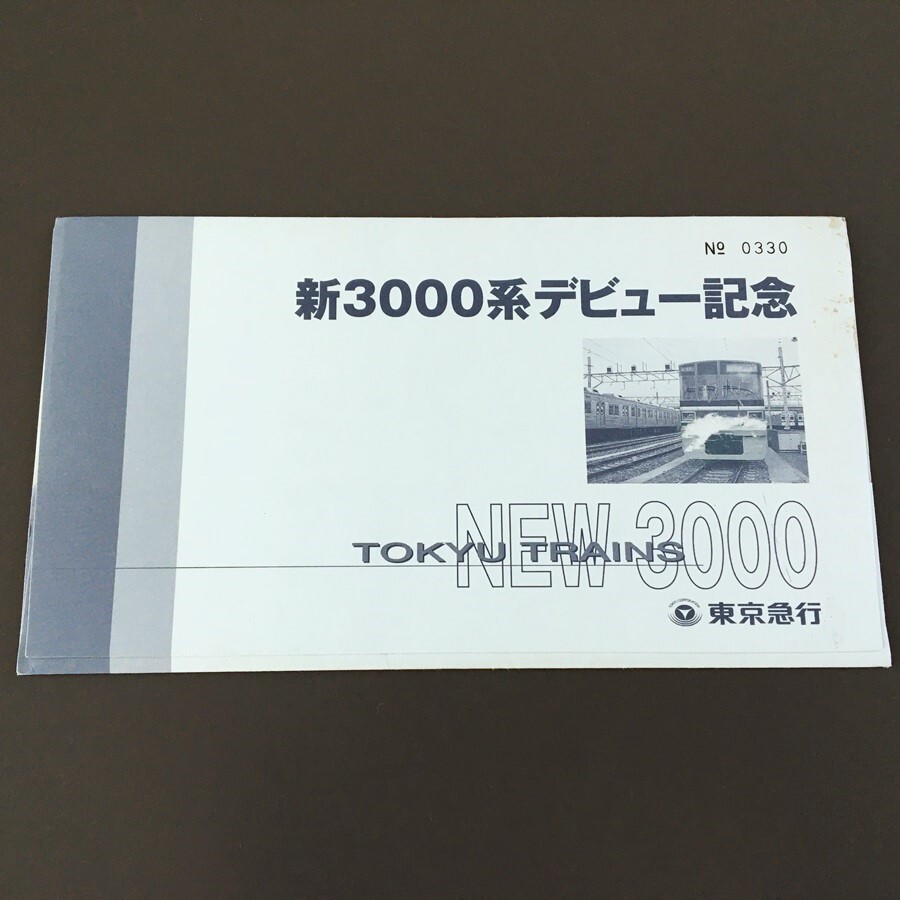 № 0330
新3000系デビュー記念
NEW 3000
TOKYU TRAINS
東京急行